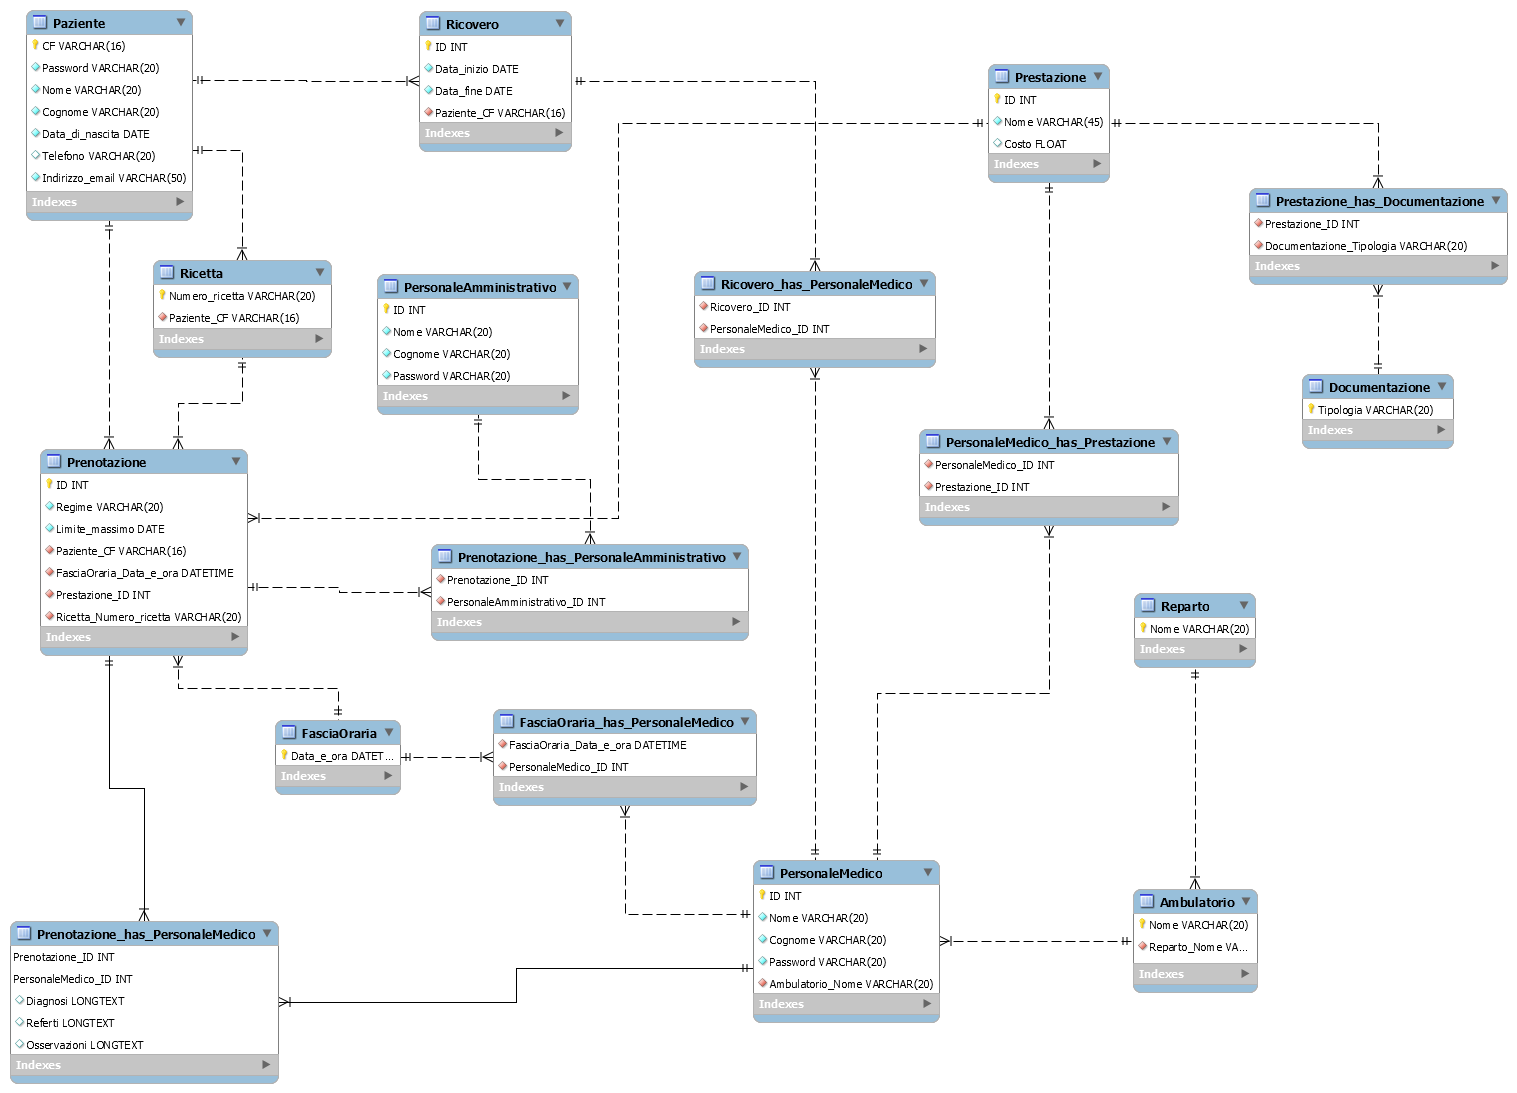 Paziente
CF VARCHAR(16)
Password VARCHAR(20)
Nome VARCHAR(20)
Cognome VARCHAR(20)
Data_di_nascita DATE
Telefono VARCHAR(20)
Indirizzo_email VARCHAR(50)
Indexes
Ricovero
ID INT
Data_inizio DATE
Data_fine DATE
Paziente_CF VARCHAR(16)
Indexes
Prestazione
ID INT
Nome VARCHAR(45)
Costo FLOAT
Indexes
Prestazione_has_Documentazione
Prestazione_ID INT
Documentazione_Tipologia VARCHAR(20)
Indexes
Ricetta
Numero_ricetta VARCHAR(20)
Paziente_CF VARCHAR(16)
Indexes
PersonaleAmministrativo
ID INT
Nome VARCHAR(20)
Cognome VARCHAR(20)
Password VARCHAR(20)
Indexes
Ricovero_has_PersonaleMedico
Ricovero_ID INT
PersonaleMedico_ID INT
Indexes
Documentazione
Tipologia VARCHAR(20)
Indexes
PersonaleMedico_has_Prestazione
PersonaleMedico_ID INT
Prestazione_ID INT
Indexes
Prenotazione
ID INT
Regime VARCHAR(20)
Limite_massimo DATE
Paziente_CF VARCHAR(16)
FasciaOraria_Data_e_ora DATETIME
Prestazione_ID INT
Ricetta_Numero_ricetta VARCHAR(20)
Indexes
Prenotazione_has_PersonaleAmministrativo
Prenotazione_ID INT
PersonaleAmministrativo_ID INT
Indexes
Reparto
Nome VARCHAR(20)
Indexes
FasciaOraria
Data_e_ora DATET...
Indexes
FasciaOraria_has_PersonaleMedico
FasciaOraria_Data_e_ora DATETIME
PersonaleMedico_ID INT
Indexes
PersonaleMedico
ID INT
Nome VARCHAR(20)
Cognome VARCHAR(20)
Password VARCHAR(20)
Ambulatorio_Nome VARCHAR(20)
Indexes
Ambulatorio
Nome VARCHAR(20)
Reparto_Nome VA...
Indexes
Prenotazione_has_PersonaleMedico
Prenotazione_ID INT
PersonaleMedico_ID INT
Diagnosi LONGTEXT
Referti LONGTEXT
Osservazioni LONGTEXT
Indexes